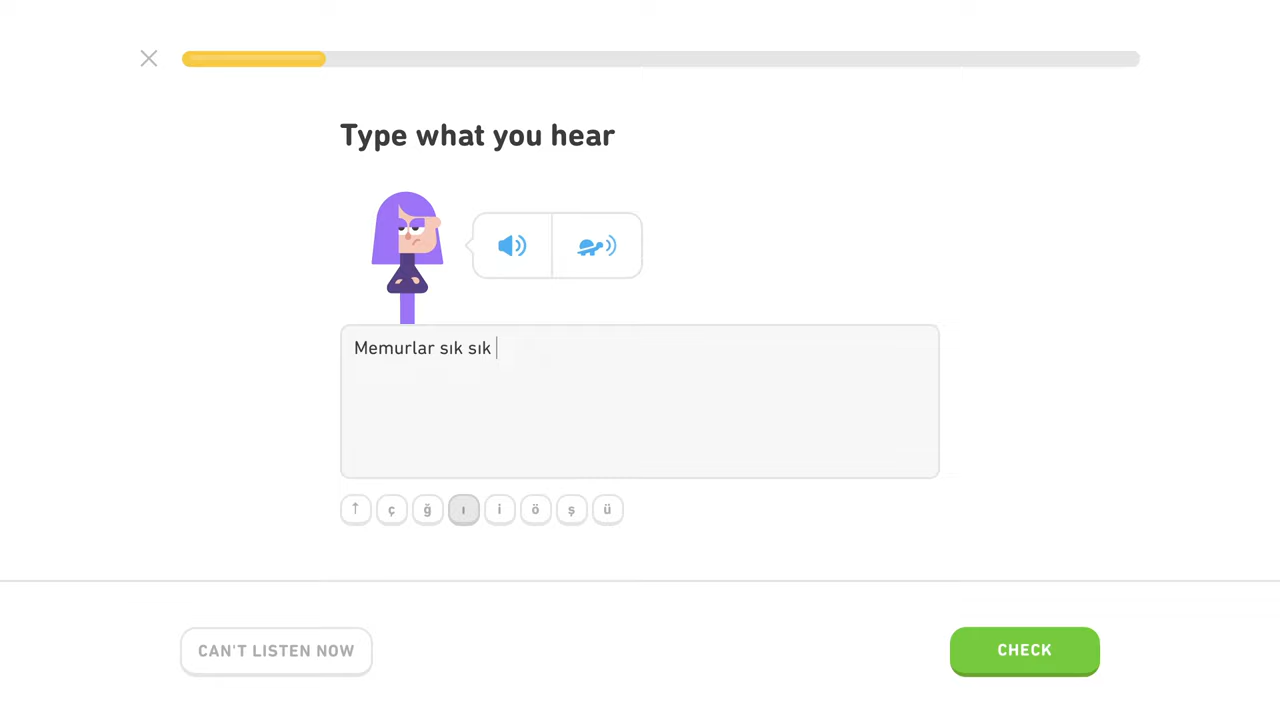 Type what you hear
Memurlar sık sık
↑ ç ğ ı i ö ş ü
CAN'T LISTEN NOW
CHECK